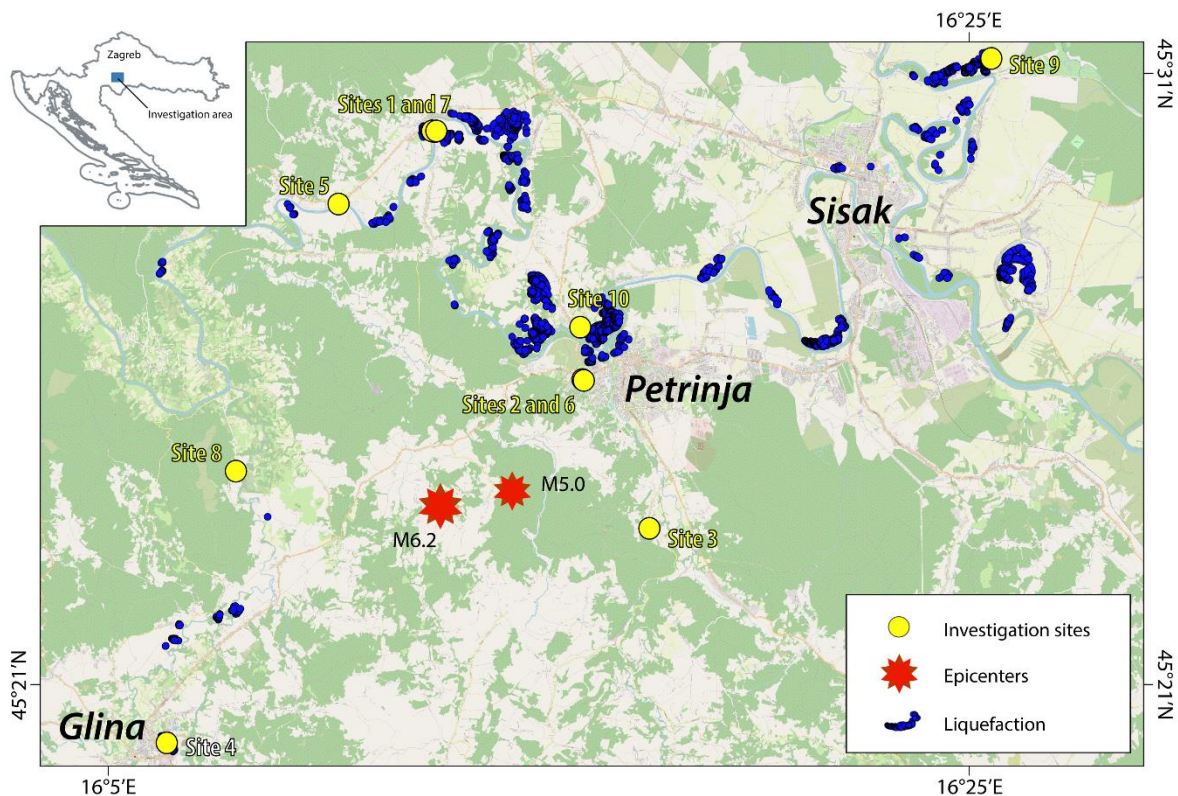 16°25’E
Zagreb
Investigation area
45°31’N
Site 9
Sites 1 and 7
Site 5
Sisak
Site 10
Petrinja
Sites 2 and 6
Site 8
M5.0
M6.2
Site 3
Investigation sites
Epicenters
Liquefaction
45°21’N
45°21’N
Glina
Site 4
16°5’E
16°25’E